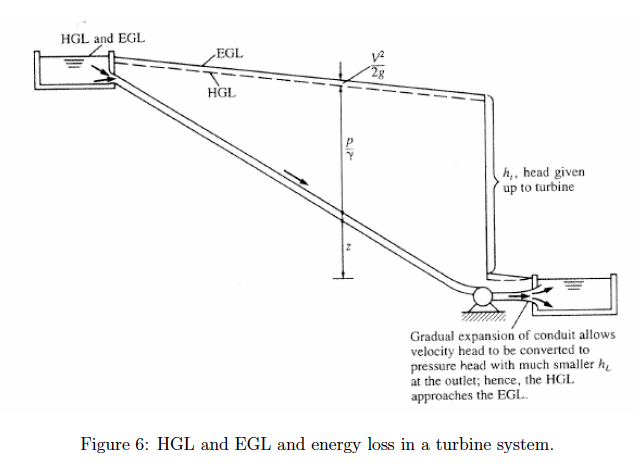 HGL and EGL
EGL
V²
2g
HGL
p
γ
hₜ, head given
up to turbine
z
Gradual expansion of conduit allows
velocity head to be converted to
pressure head with much smaller h_L
at the outlet; hence, the HGL
approaches the EGL.
Figure 6: HGL and EGL and energy loss in a turbine system.